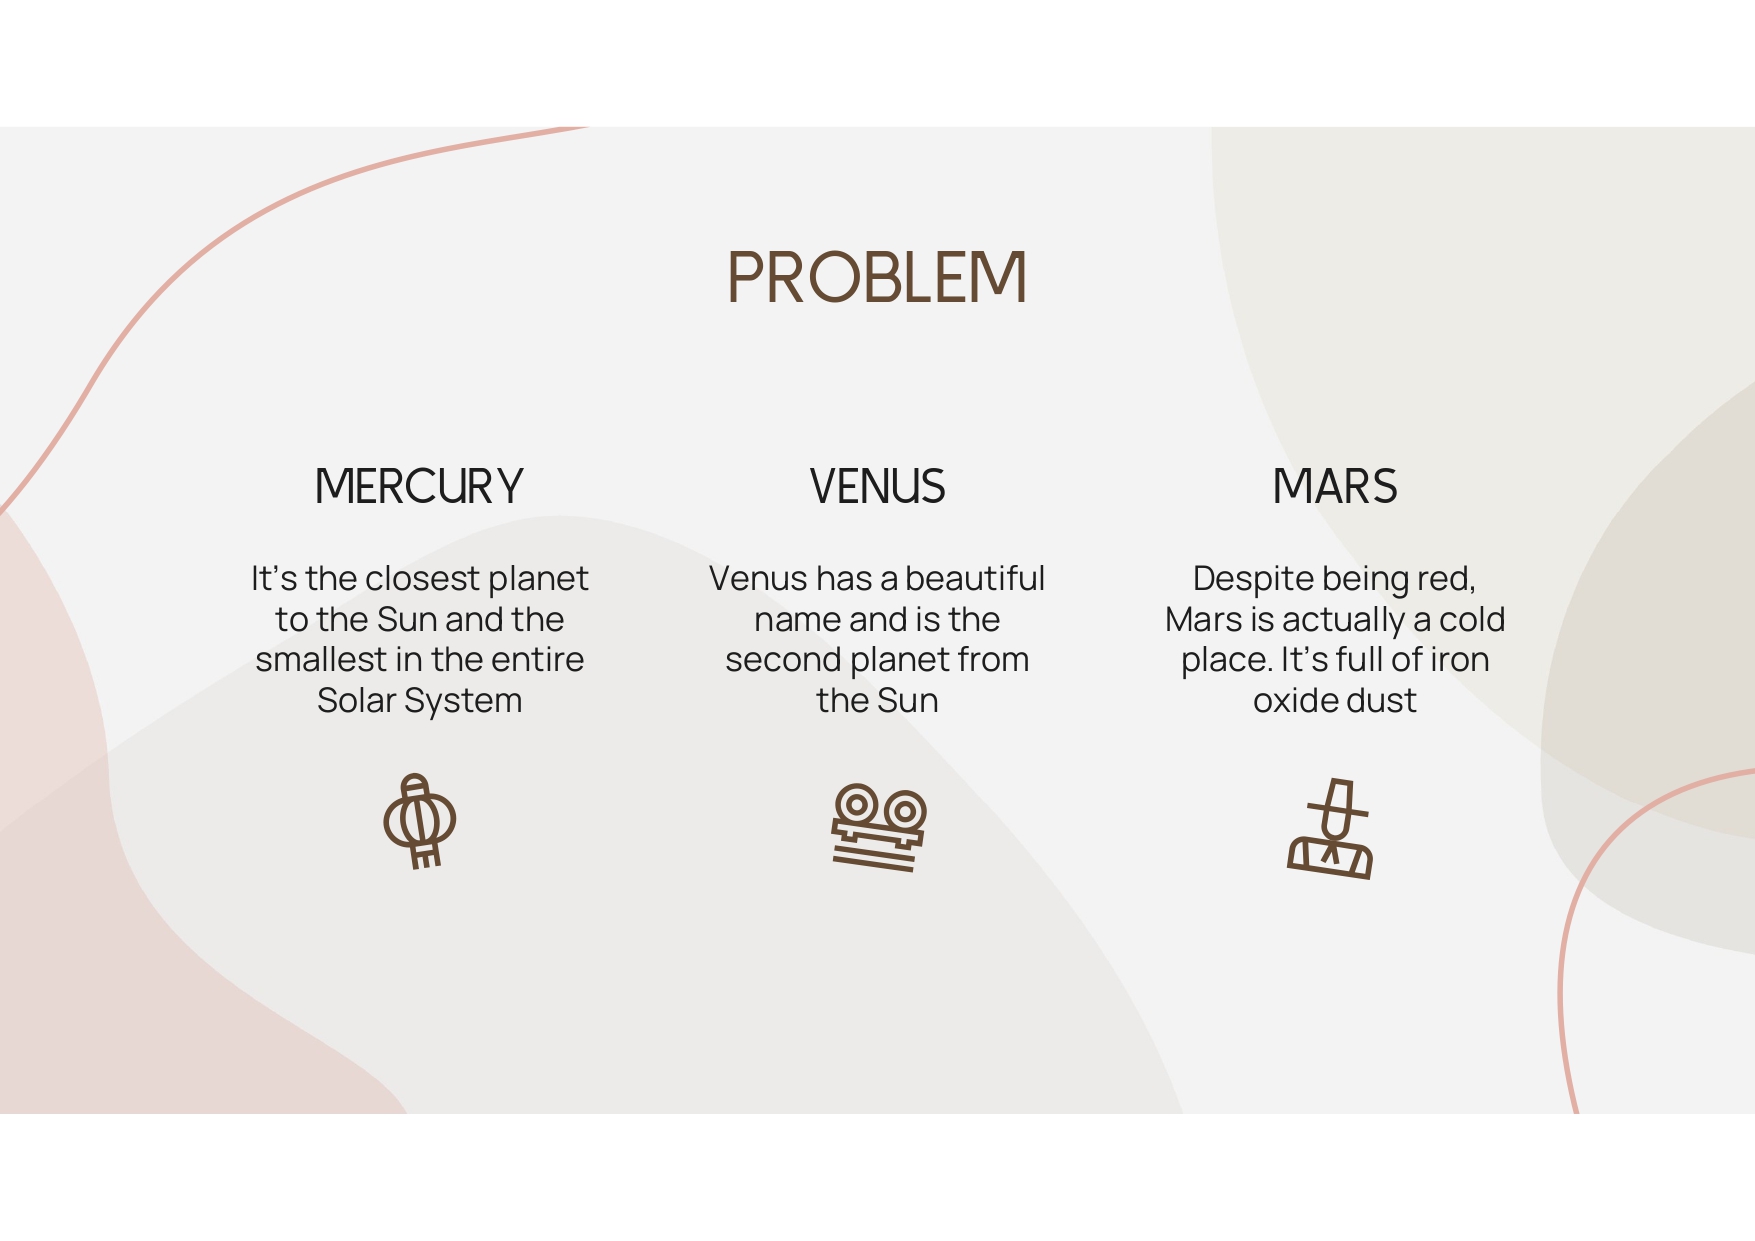 PROBLEM
MERCURY
It’s the closest planet
to the Sun and the
smallest in the entire
Solar System
VENUS
Venus has a beautiful
name and is the
second planet from
the Sun
MARS
Despite being red,
Mars is actually a cold
place. It’s full of iron
oxide dust